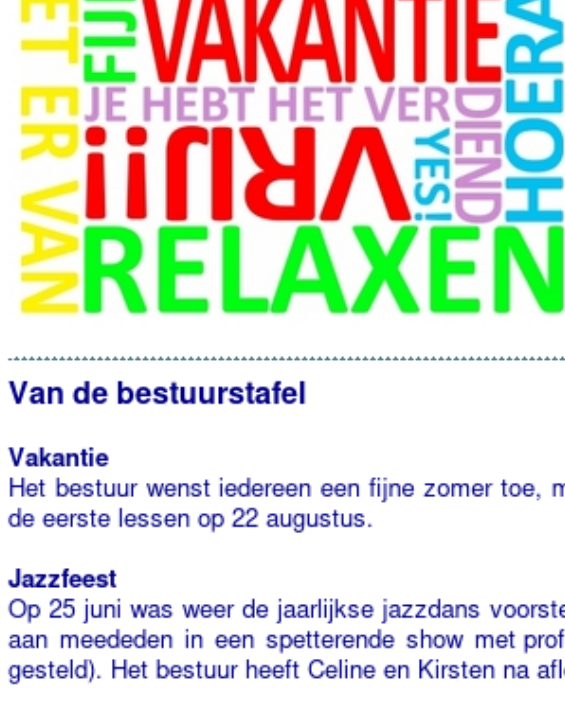 VAKANTIE
JE HEBT HET VERDIEND
VRIJ!!
YES!
ET ER VAN
RELAXEN
Van de bestuurstafel
Vakantie
Het bestuur wenst iedereen een fijne zomer toe,
de eerste lessen op 22 augustus.
Jazzfeest
Op 25 juni was weer de jaarlijkse jazzdans
aan meededen in een spetterende show met
gesteld). Het bestuur heeft Celine en Kirsten na